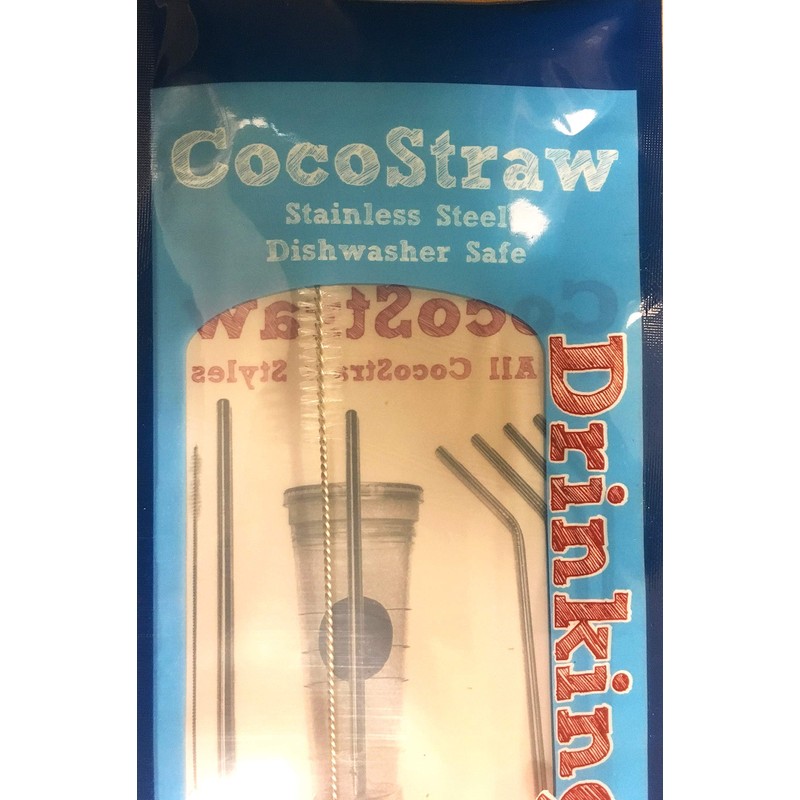 CocoStraw
Stainless Steel
Dishwasher Safe
CocoStraw
All CocoStraw Styles
Drinking